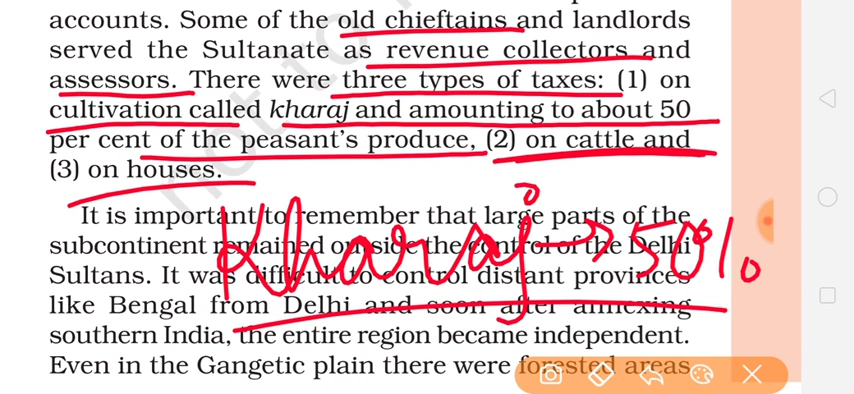 accounts. Some of the old chieftains and landlords
served the Sultanate as revenue collectors and
assessors. There were three types of taxes: (1) on
cultivation called kharaj and amounting to about 50
per cent of the peasant's produce, (2) on cattle and
(3) on houses.
It is important to remember that large parts of the
subcontinent remained outside the control of the Delhi
Sultans. It was difficult to control distant provinces
like Bengal from Delhi and soon after annexing
southern India, the entire region became independent.
Even in the Gangetic plain there were forested areas
Kharaj → 50%
not to